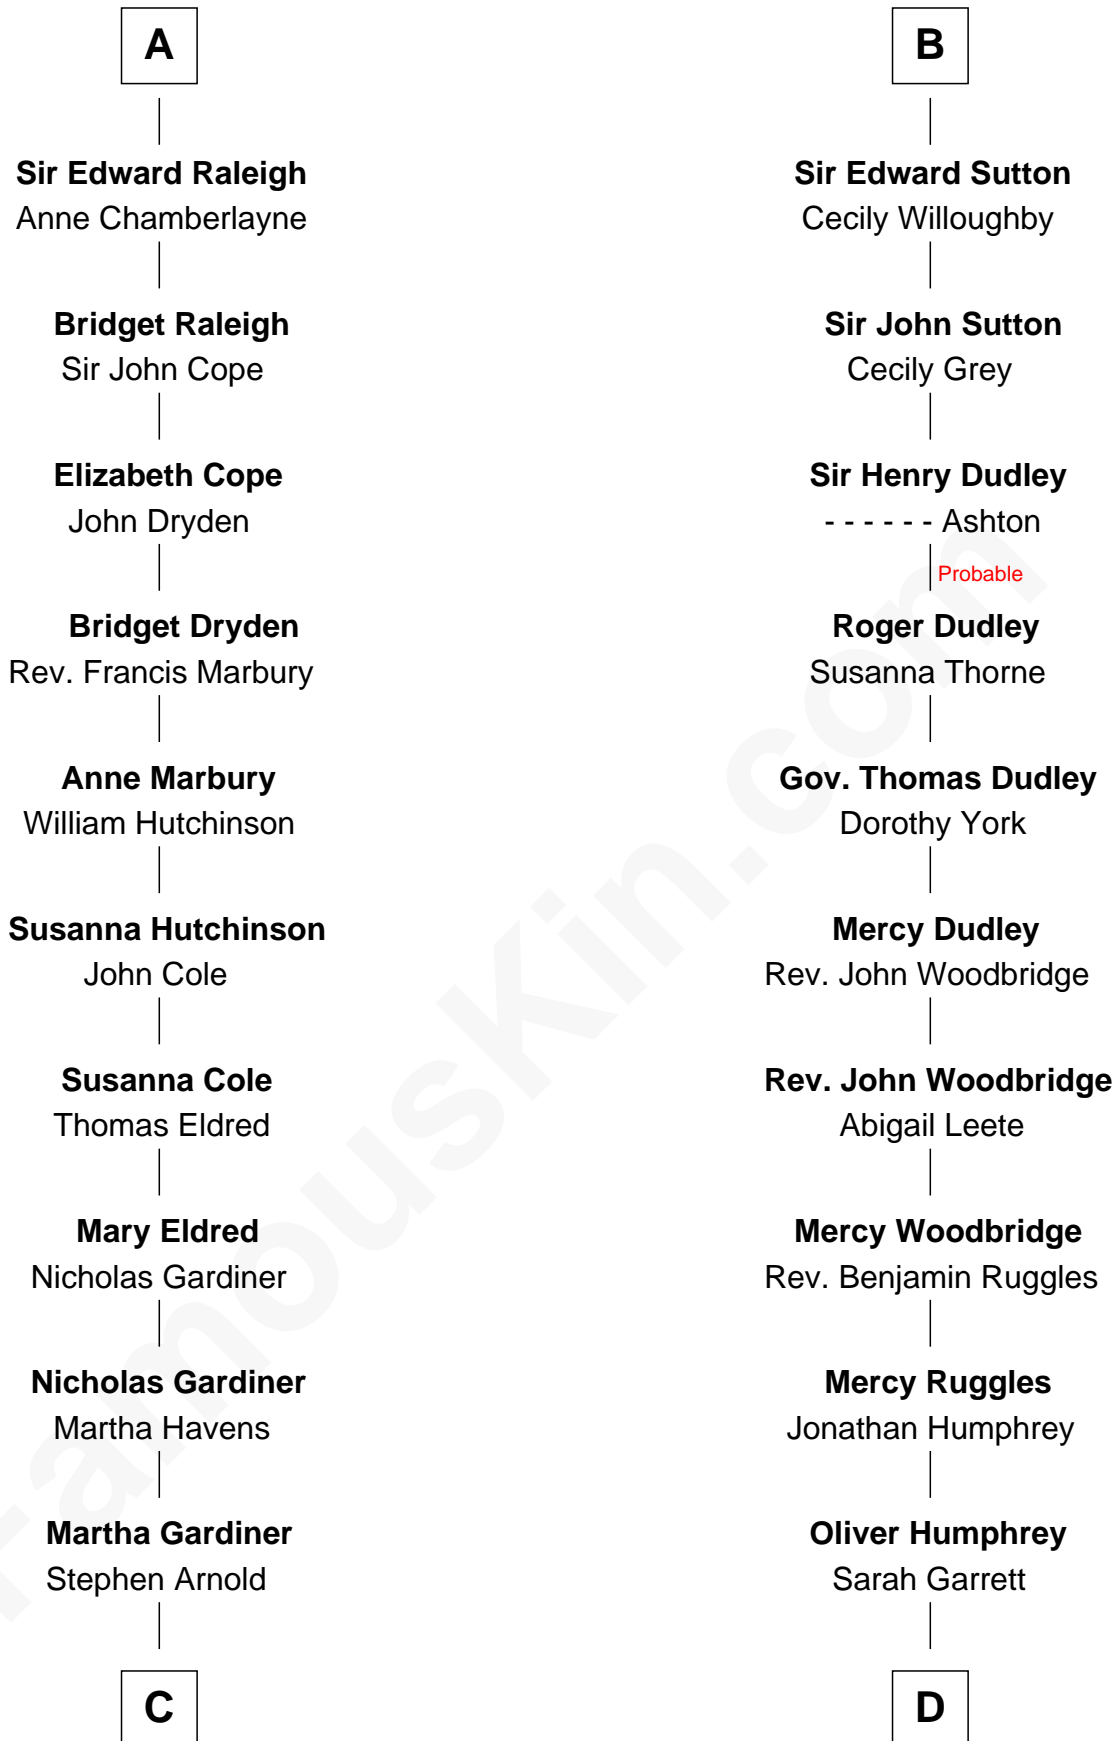 A
Sir Edward Raleigh
Anne Chamberlayne
Bridget Raleigh
Sir John Cope
Elizabeth Cope
John Dryden
Bridget Dryden
Rev. Francis Marbury
Anne Marbury
William Hutchinson
Susanna Hutchinson
John Cole
Susanna Cole
Thomas Eldred
Mary Eldred
Nicholas Gardiner
Nicholas Gardiner
Martha Havens
Martha Gardiner
Stephen Arnold
C
B
Sir Edward Sutton
Cecily Willoughby
Sir John Sutton
Cecily Grey
Sir Henry Dudley
- - - - - - Ashton
Probable
Roger Dudley
Susanna Thorne
Gov. Thomas Dudley
Dorothy York
Mercy Dudley
Rev. John Woodbridge
Rev. John Woodbridge
Abigail Leete
Mercy Woodbridge
Rev. Benjamin Ruggles
Mercy Ruggles
Jonathan Humphrey
Oliver Humphrey
Sarah Garrett
D
FamousKin.com